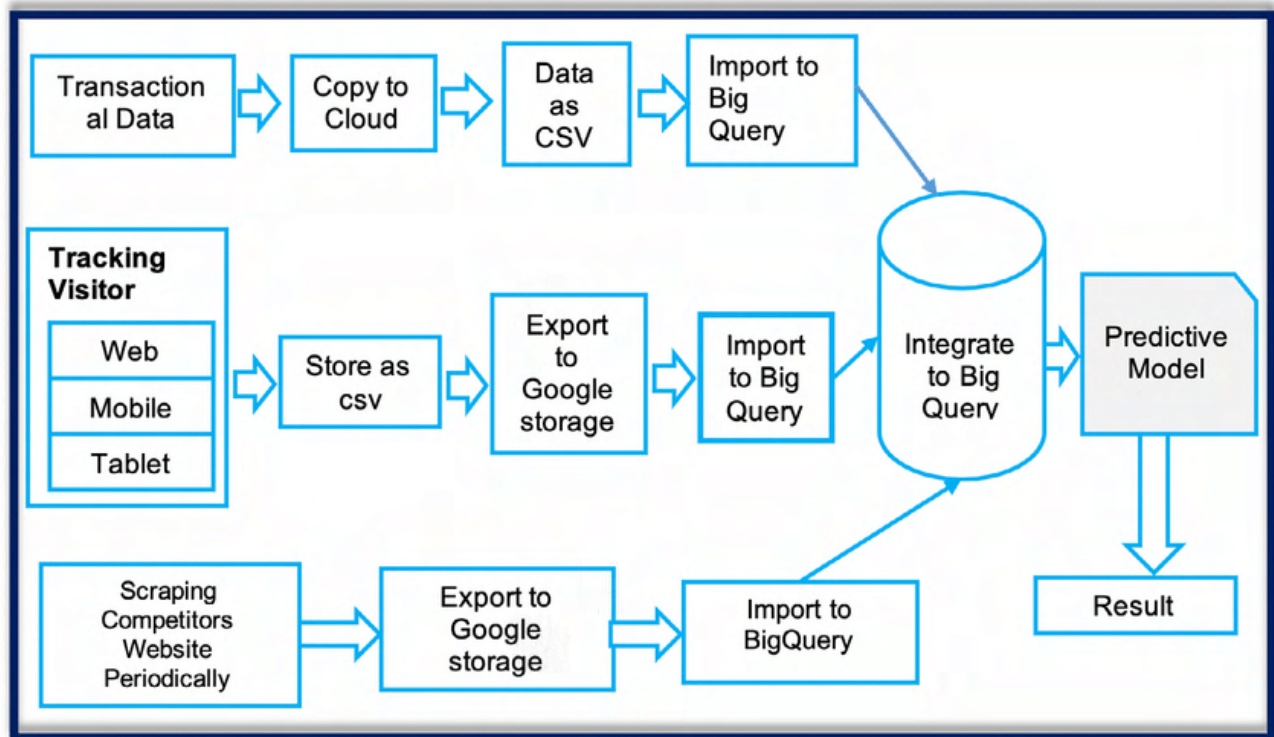 Transaction
al Data
Copy to
Cloud
Data
as
CSV
Import to
Big
Query
Tracking
Visitor
Web
Mobile
Tablet
Store as
csv
Export
to
Google
storage
Import
to Big
Query
Integrate
to Big
Query
Predictive
Model
Scraping
Competitors
Website
Periodically
Export to
Google
storage
Import to
BigQuery
Result